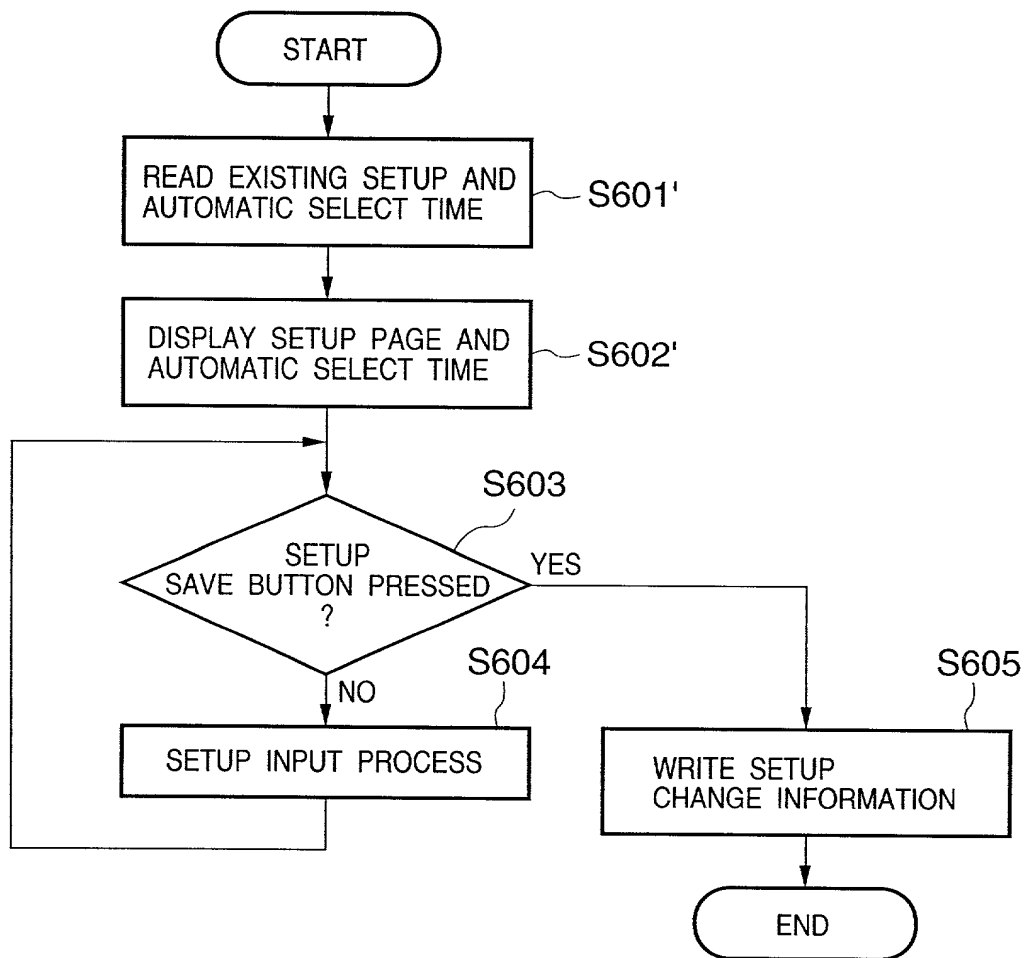 START
READ EXISTING SETUP AND
AUTOMATIC SELECT TIME
S601'
DISPLAY SETUP PAGE AND
AUTOMATIC SELECT TIME
S602'
S603
SETUP
SAVE BUTTON PRESSED
?
YES
NO
S604
SETUP INPUT PROCESS
S605
WRITE SETUP
CHANGE INFORMATION
END